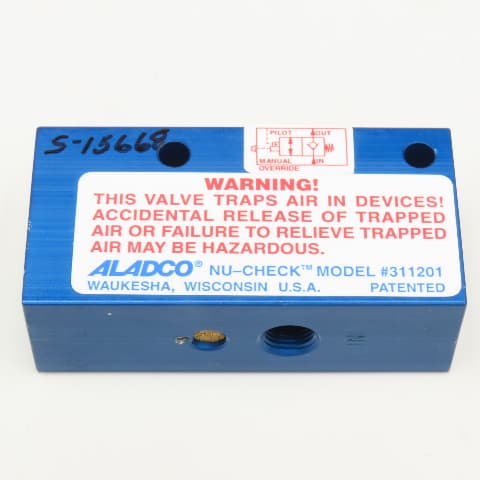 S-15668
PILOT OUT
MANUAL IN
OVERRIDE
WARNING!
THIS VALVE TRAPS AIR IN DEVICES!
ACCIDENTAL RELEASE OF TRAPPED
AIR OR FAILURE TO RELIEVE TRAPPED
AIR MAY BE HAZARDOUS.
ALADCO® NU-CHECK™ MODEL #311201
WAUKESHA, WISCONSIN U.S.A. PATENTED